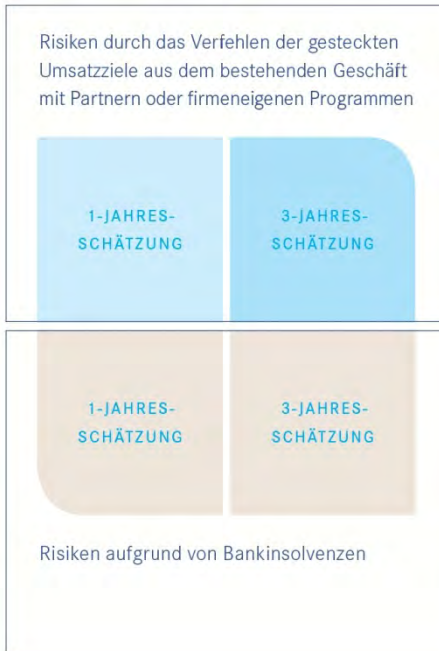 Risiken durch das Verfehlen der gesteckten
Umsatzziele aus dem bestehenden Geschäft
mit Partnern oder firmeneigenen Programmen
1-JAHRES-
SCHÄTZUNG
3-JAHRES-
SCHÄTZUNG
1-JAHRES-
SCHÄTZUNG
3-JAHRES-
SCHÄTZUNG
Risiken aufgrund von Bankinsolvenzen